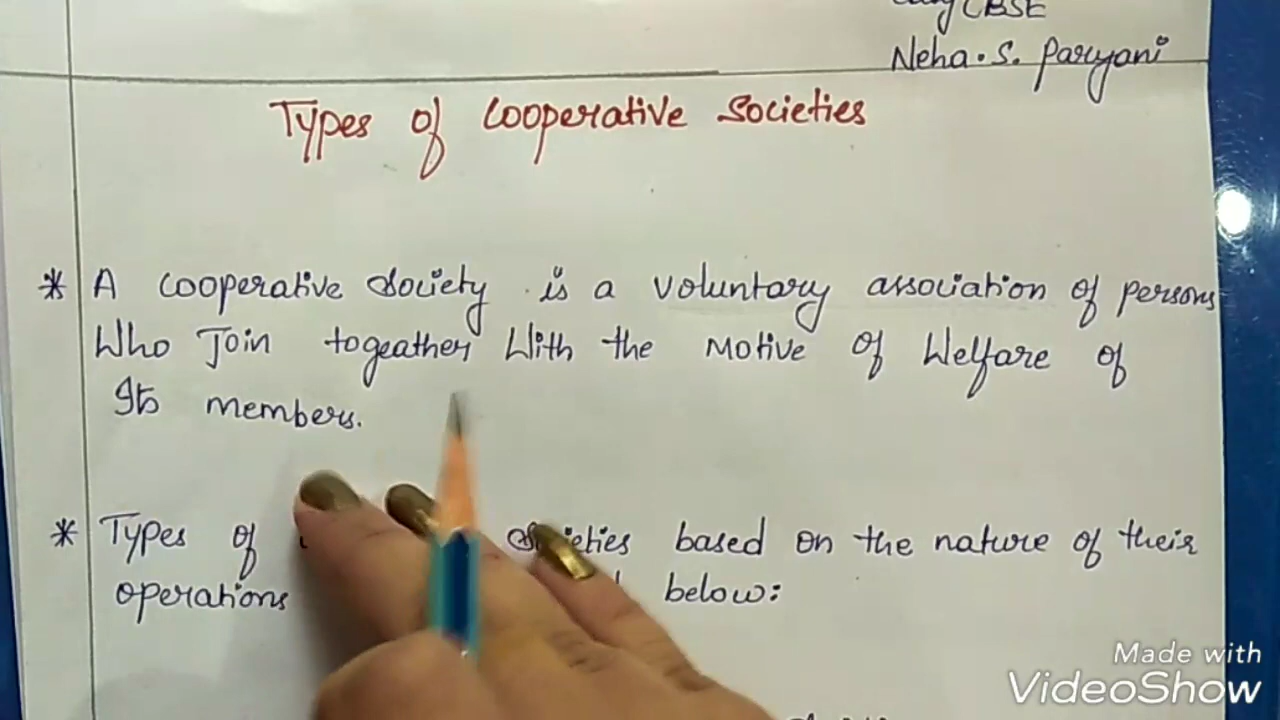 CBSE
Neha. S. Paryani
Types of Cooperative Societies
* A cooperative society is a voluntary association of persons
Who Join togeather With the motive of Welfare of
Its members.
* Types of societies based on the nature of their
operations below:
Made with
VideoShow